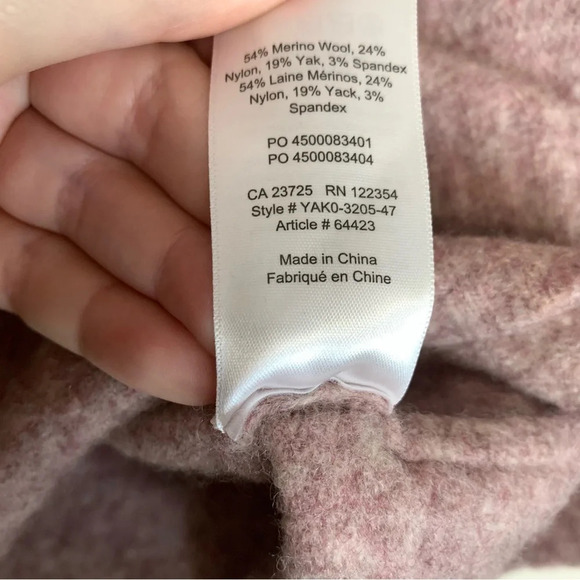 54% Merino Wool, 24%
Nylon, 19% Yak, 3% Spandex
54% Laine Mérinos, 24%
Nylon, 19% Yack, 3%
Spandex
PO 4500083401
PO 4500083404
CA 23725 RN 122354
Style # YAK0-3205-47
Article # 64423
Made in China
Fabriqué en Chine